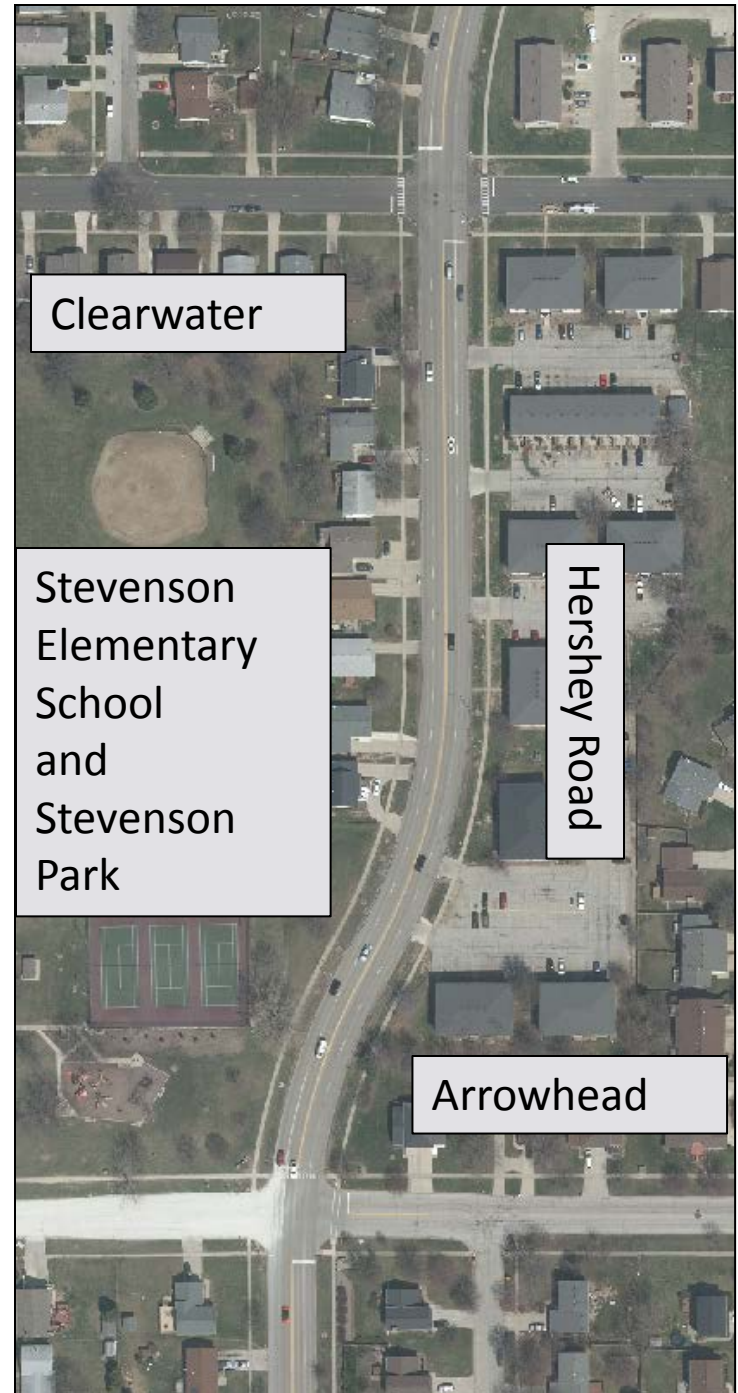 Clearwater
Stevenson
Elementary
School
and
Stevenson
Park
Hershey Road
Arrowhead